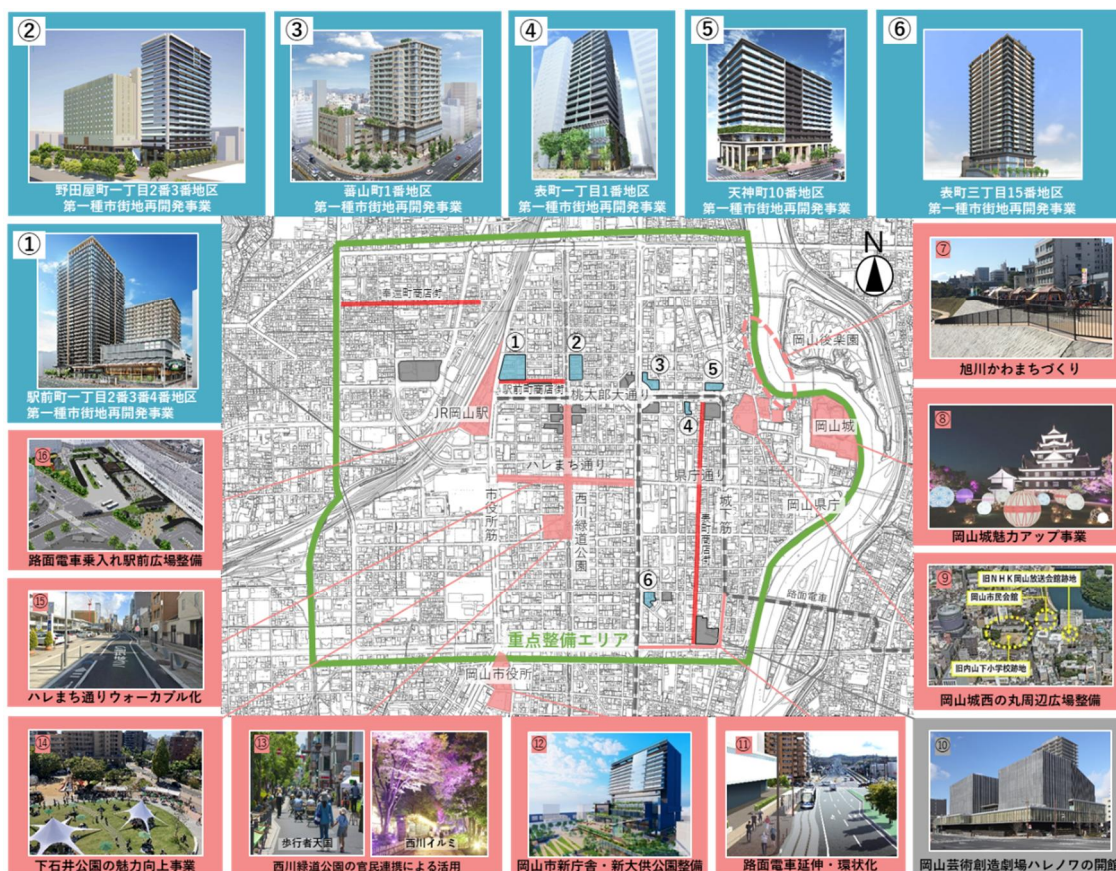 ②
野田屋町一丁目2番3番地区
第一種市街地再開発事業
③
蕃山町1番地区
第一種市街地再開発事業
④
表町一丁目1番地区
第一種市街地再開発事業
⑤
天神町10番地区
第一種市街地再開発事業
⑥
表町三丁目15番地区
第一種市街地再開発事業
①
駅前町一丁目2番3番4番地区
第一種市街地再開発事業
N
奉還町商店街
①
②
③
⑤
④
⑥
駅前町商店街
桃太郎大通り
JR岡山駅
岡山後楽園
岡山城
ハレまち通り
県庁通り
市役所筋
西川緑道公園
城下筋
表町商店街
岡山県庁
路面電車
重点整備エリア
岡山市役所
⑦
旭川かわまちづくり
⑧
岡山城魅力アップ事業
⑨
旧NHK岡山放送会館跡地
岡山市民会館
旧内山下小学校跡地
岡山城西の丸周辺広場整備
⑯
路面電車乗入れ駅前広場整備
⑮
ハレまち通りウォーカブル化
⑭
下石井公園の魅力向上事業
⑬
歩行者天国
西川イルミ
西川緑道公園の官民連携による活用
⑫
岡山市新庁舎・新大供公園整備
⑪
路面電車延伸・環状化
⑩
岡山芸術創造劇場ハレノワの開館